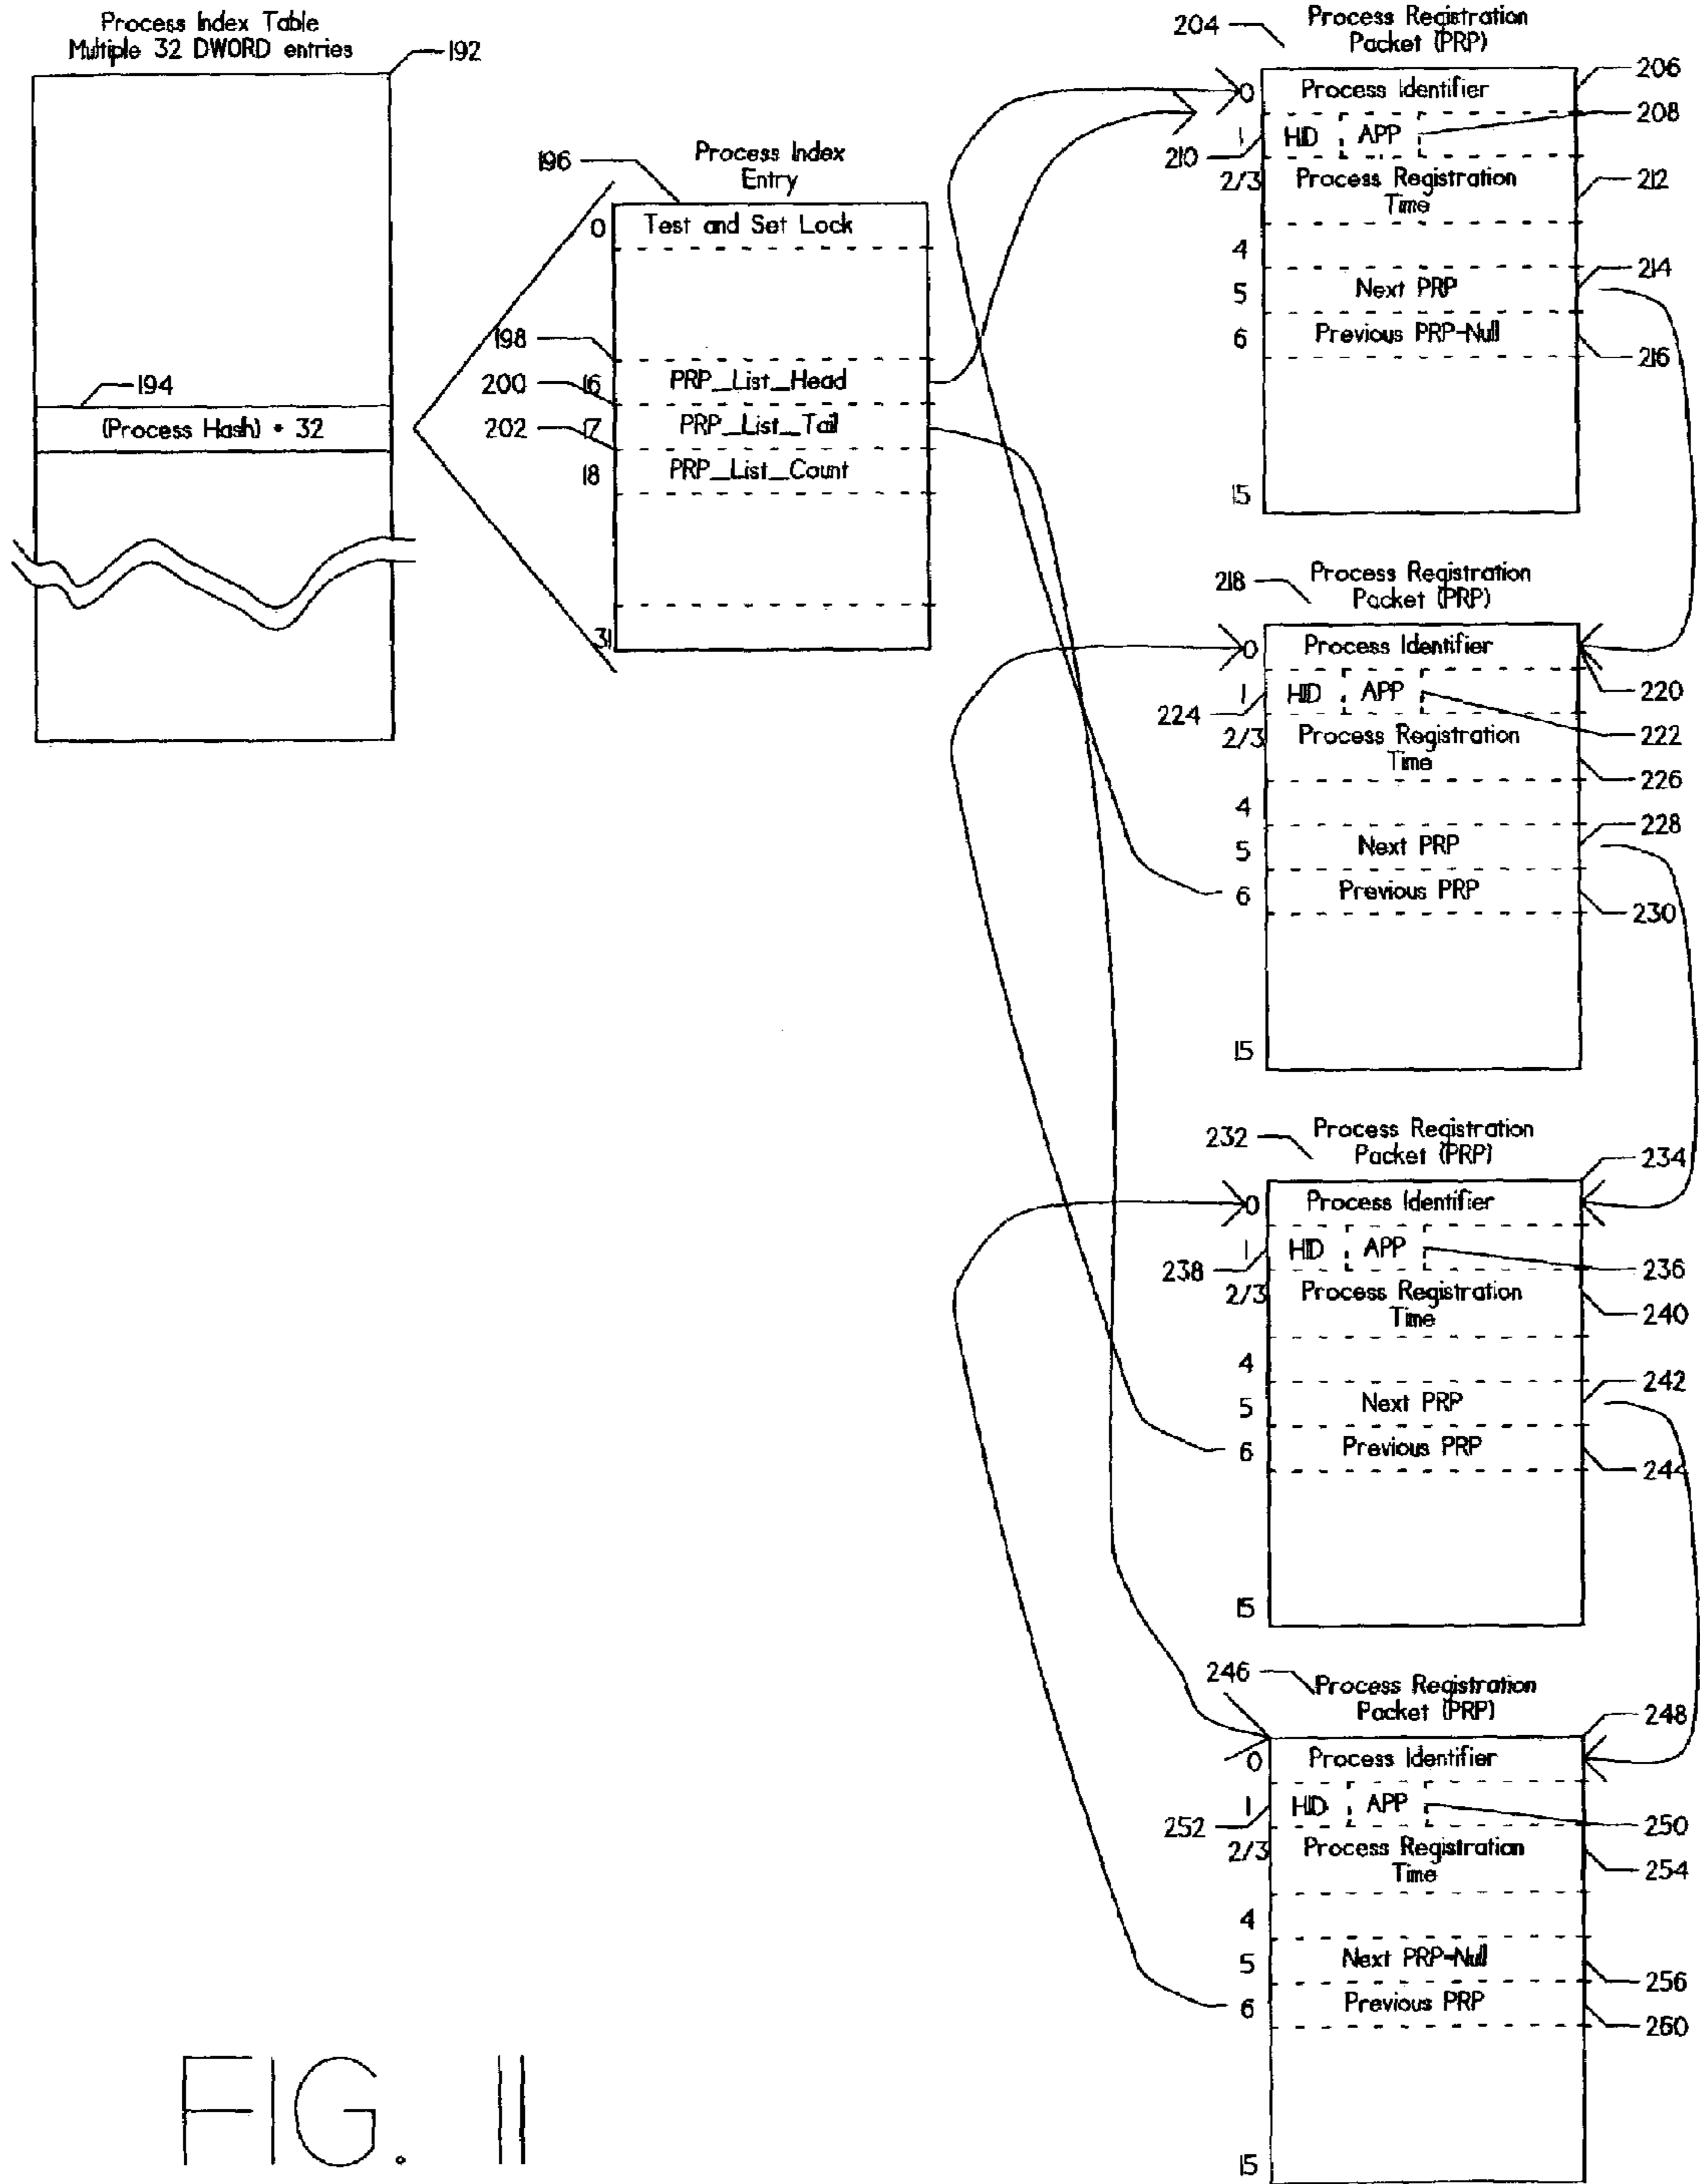 Process Index Table
Multiple 32 DWORD entries
192
194
(Process Hash) * 32
196
Process Index
Entry
0 Test and Set Lock
198
200 16 PRP_List_Head
202 17 PRP_List_Tail
18 PRP_List_Count
31
204
Process Registration
Packet (PRP)
206
0 Process Identifier
208
1 HID APP
210
2/3 Process Registration
Time
212
4
214
5 Next PRP
6 Previous PRP-Null
216
15
218
Process Registration
Packet (PRP)
0 Process Identifier
220
1 HID APP
224
222
2/3 Process Registration
Time
226
4
228
5 Next PRP
6 Previous PRP
230
15
232
Process Registration
Packet (PRP)
234
0 Process Identifier
1 HID APP
238
236
2/3 Process Registration
Time
240
4
242
5 Next PRP
6 Previous PRP
244
15
246
Process Registration
Packet (PRP)
248
0 Process Identifier
1 HID APP
252
250
2/3 Process Registration
Time
254
4
5 Next PRP-Null
256
6 Previous PRP
260
15
FIG. 11